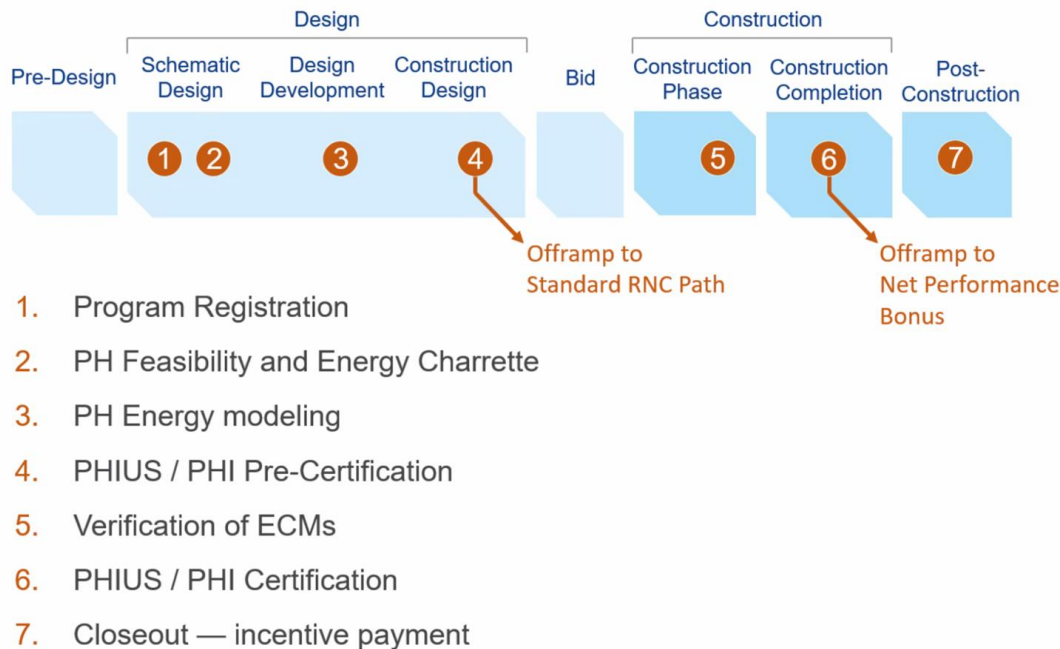 Design
Construction
Pre-Design
Schematic
Design
Design
Development
Construction
Design
Bid
Construction
Phase
Construction
Completion
Post-
Construction
1
2
3
4
5
6
7
Offramp to
Standard RNC Path
Offramp to
Net Performance
Bonus
1. Program Registration
2. PH Feasibility and Energy Charrette
3. PH Energy modeling
4. PHIUS / PHI Pre-Certification
5. Verification of ECMs
6. PHIUS / PHI Certification
7. Closeout — incentive payment